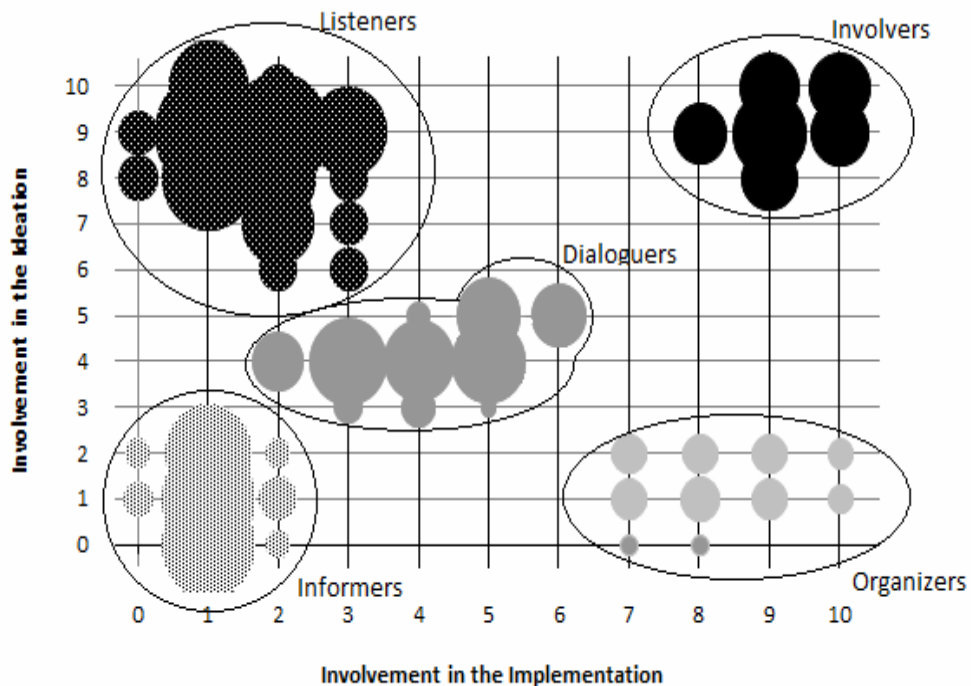 Listeners
Involvers
10
9
8
7
6
5
4
3
2
1
0
Dialoguers
Informers
Organizers
0 1 2 3 4 5 6 7 8 9 10
Involvement in the Ideation
Involvement in the Implementation